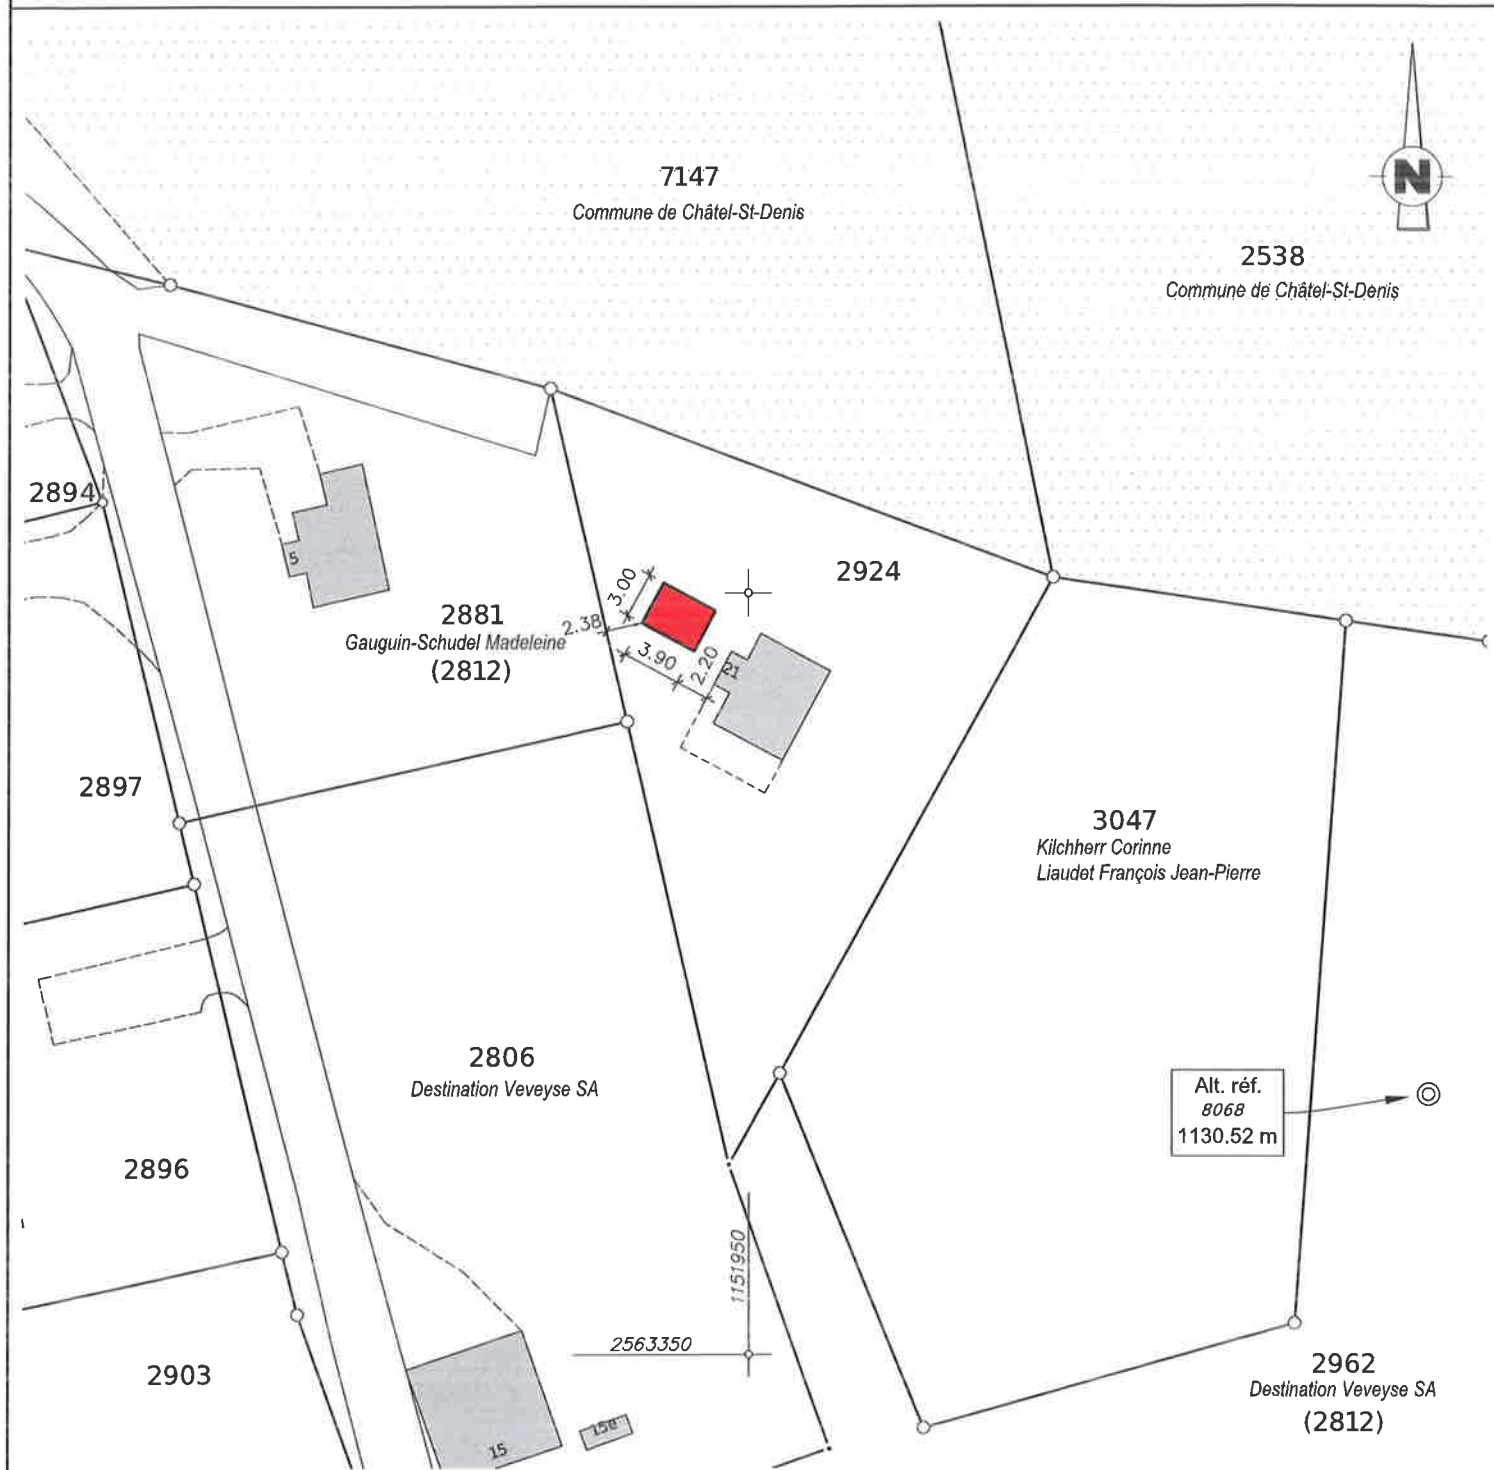 7147
Commune de Châtel-St-Denis
N
2538
Commune de Châtel-St-Denis
2894
5
2881
Gauguin-Schudel Madeleine
(2812)
3.00
2.38
3.90
2.20
21
2924
2897
3047
Kilchherr Corinne
Liaudet François Jean-Pierre
2806
Destination Veveyse SA
Alt. réf.
8068
1130.52 m
2896
1151950
2563350
2903
2962
Destination Veveyse SA
(2812)
15